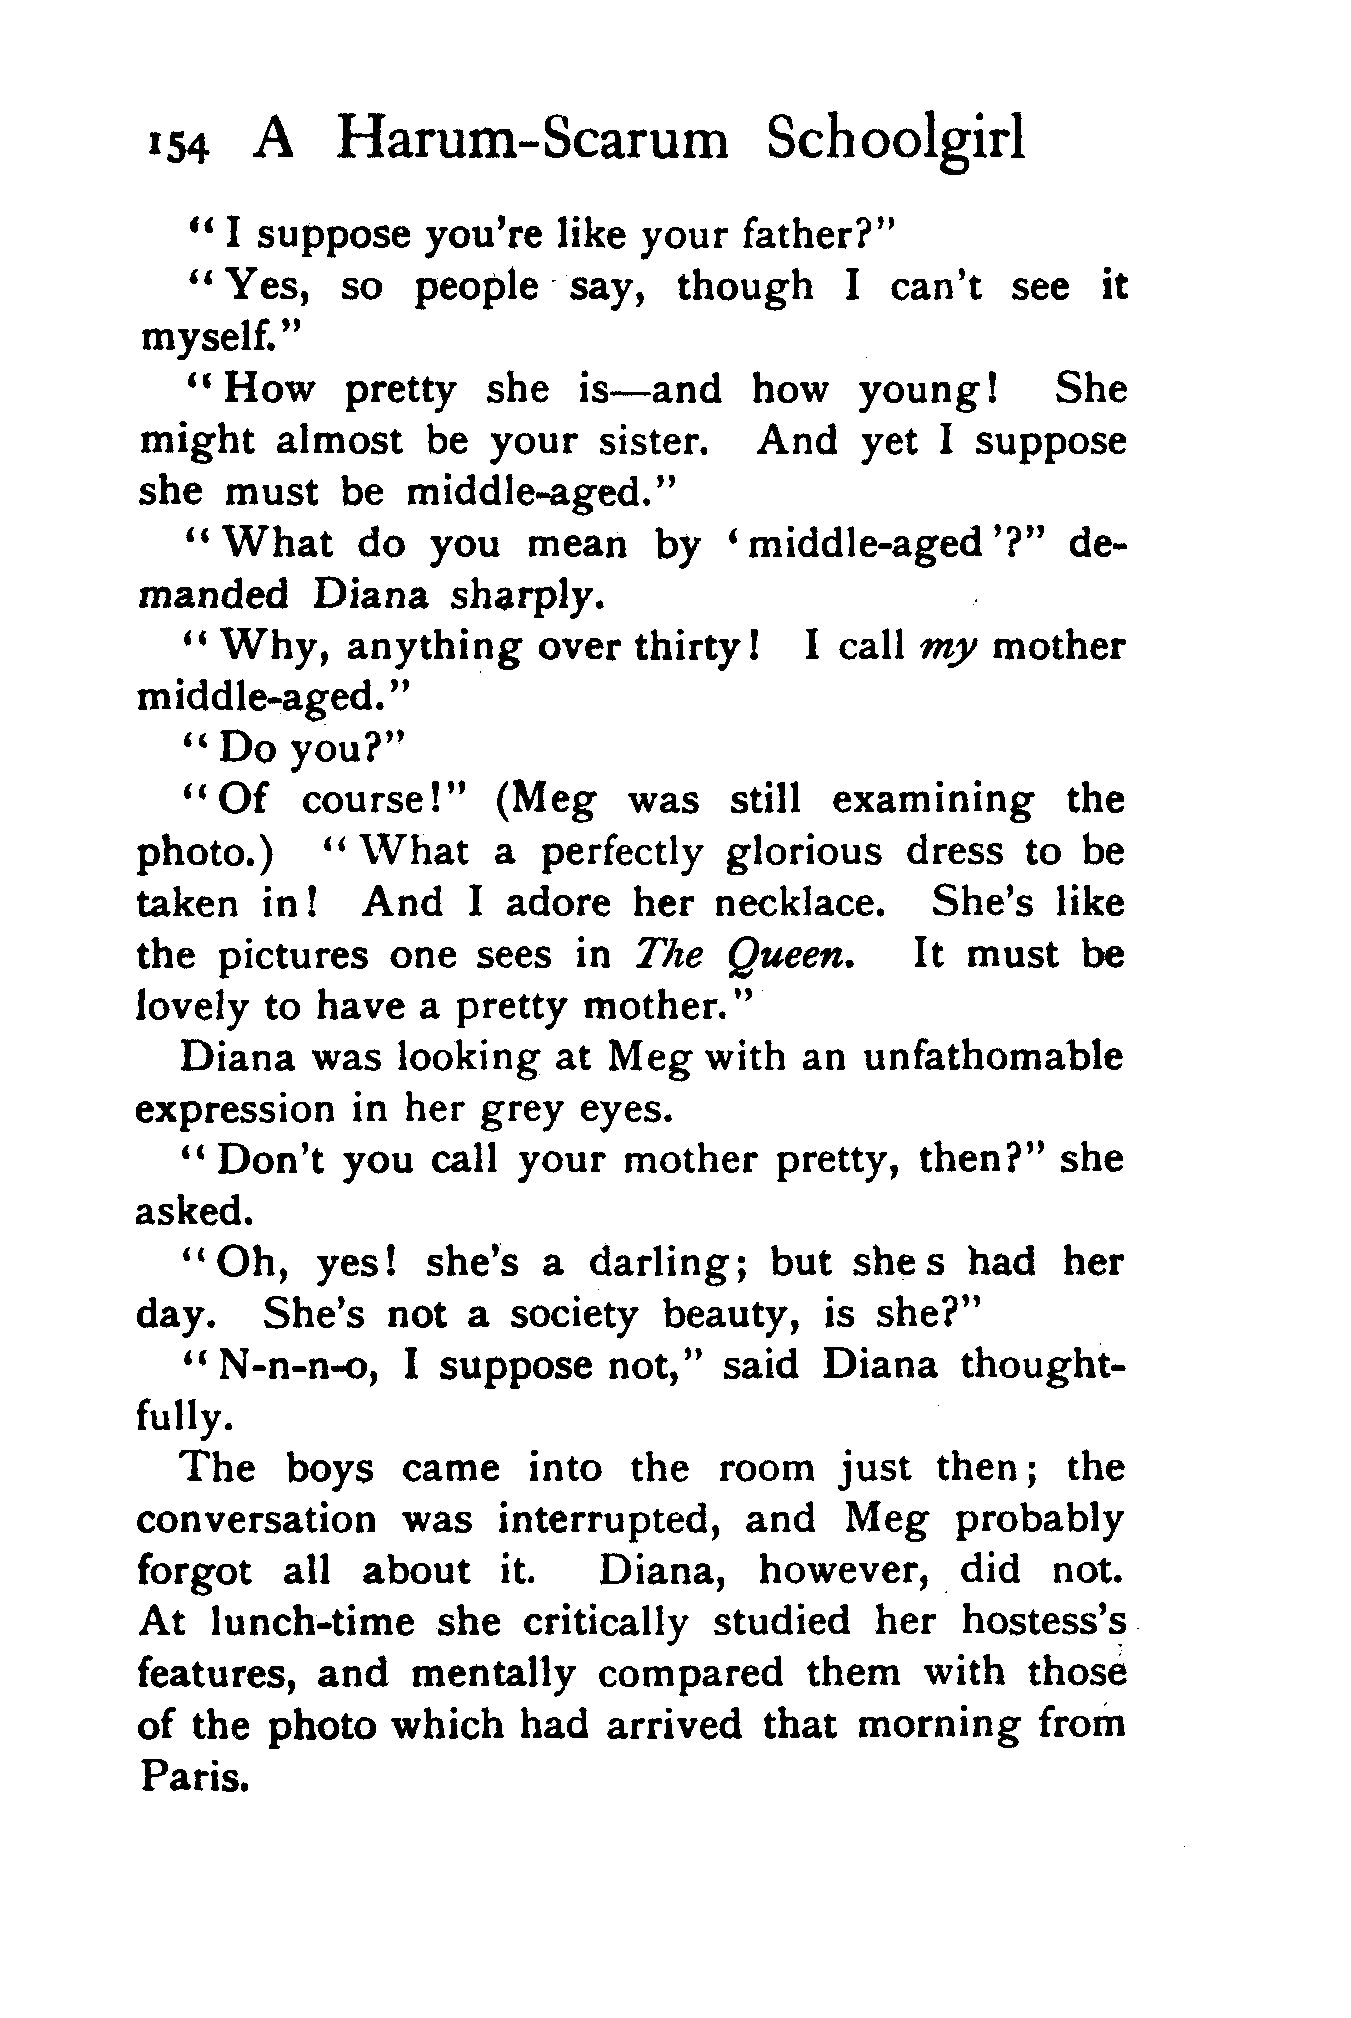 154 A Harum-Scarum Schoolgirl
“ I suppose you're like your father?”
“ Yes, so people say, though I can't see it
myself.”
“ How pretty she is—and how young! She
might almost be your sister. And yet I suppose
she must be middle-aged.”
“ What do you mean by ‘ middle-aged ’?” de-
manded Diana sharply.
“ Why, anything over thirty! I call my mother
middle-aged.”
“ Do you?”
“ Of course!” (Meg was still examining the
photo.) “ What a perfectly glorious dress to be
taken in! And I adore her necklace. She's like
the pictures one sees in The Queen. It must be
lovely to have a pretty mother.”
Diana was looking at Meg with an unfathomable
expression in her grey eyes.
“ Don't you call your mother pretty, then?” she
asked.
“ Oh, yes! she's a darling; but she s had her
day. She's not a society beauty, is she?”
“ N-n-n-o, I suppose not,” said Diana thought-
fully.
The boys came into the room just then; the
conversation was interrupted, and Meg probably
forgot all about it. Diana, however, did not.
At lunch-time she critically studied her hostess's
features, and mentally compared them with those
of the photo which had arrived that morning from
Paris.